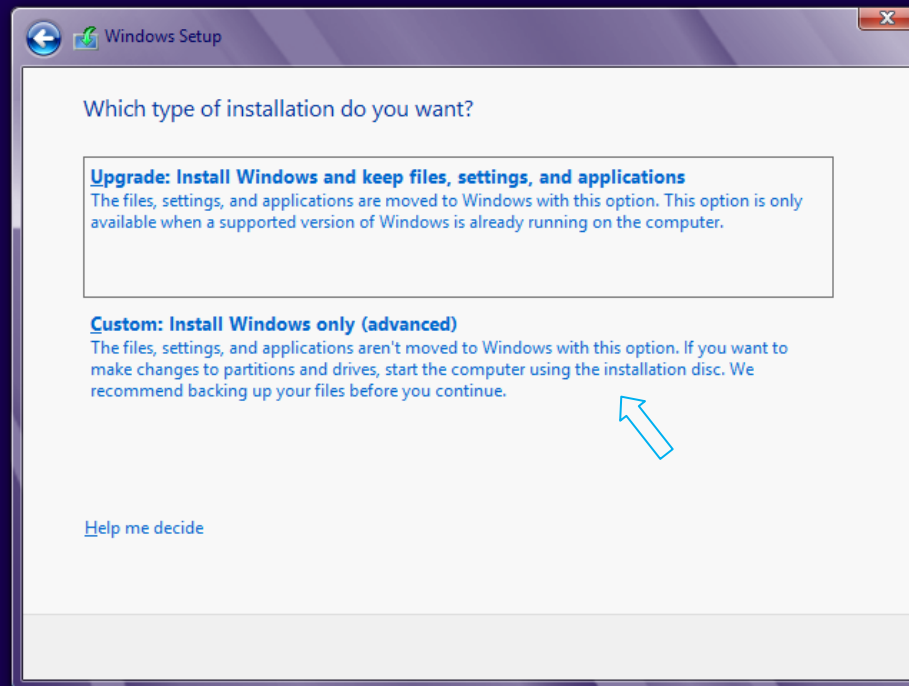 Windows Setup
Which type of installation do you want?
Upgrade: Install Windows and keep files, settings, and applications
The files, settings, and applications are moved to Windows with this option. This option is only
available when a supported version of Windows is already running on the computer.
Custom: Install Windows only (advanced)
The files, settings, and applications aren't moved to Windows with this option. If you want to
make changes to partitions and drives, start the computer using the installation disc. We
recommend backing up your files before you continue.
Help me decide